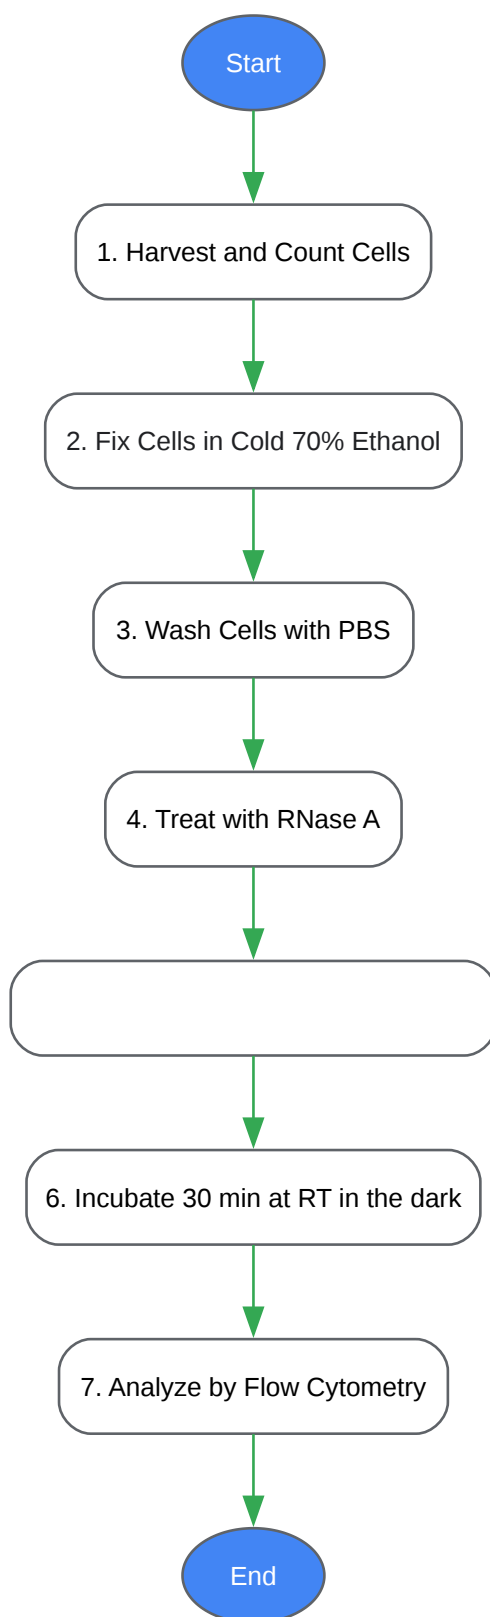 Start
1. Harvest and Count Cells
2. Fix Cells in Cold 70% Ethanol
3. Wash Cells with PBS
4. Treat with RNase A
6. Incubate 30 min at RT in the dark
7. Analyze by Flow Cytometry
End